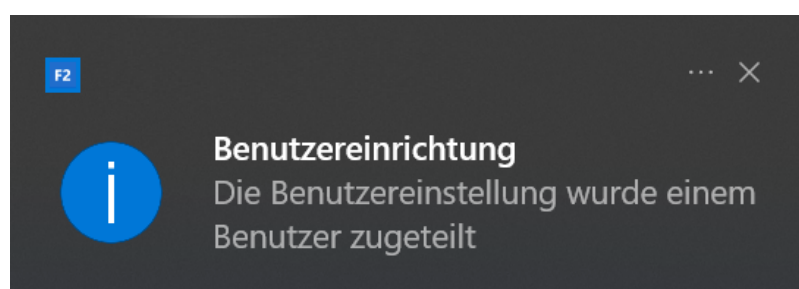 F2
Benutzereinrichtung
Die Benutzereinstellung wurde einem
Benutzer zugeteilt